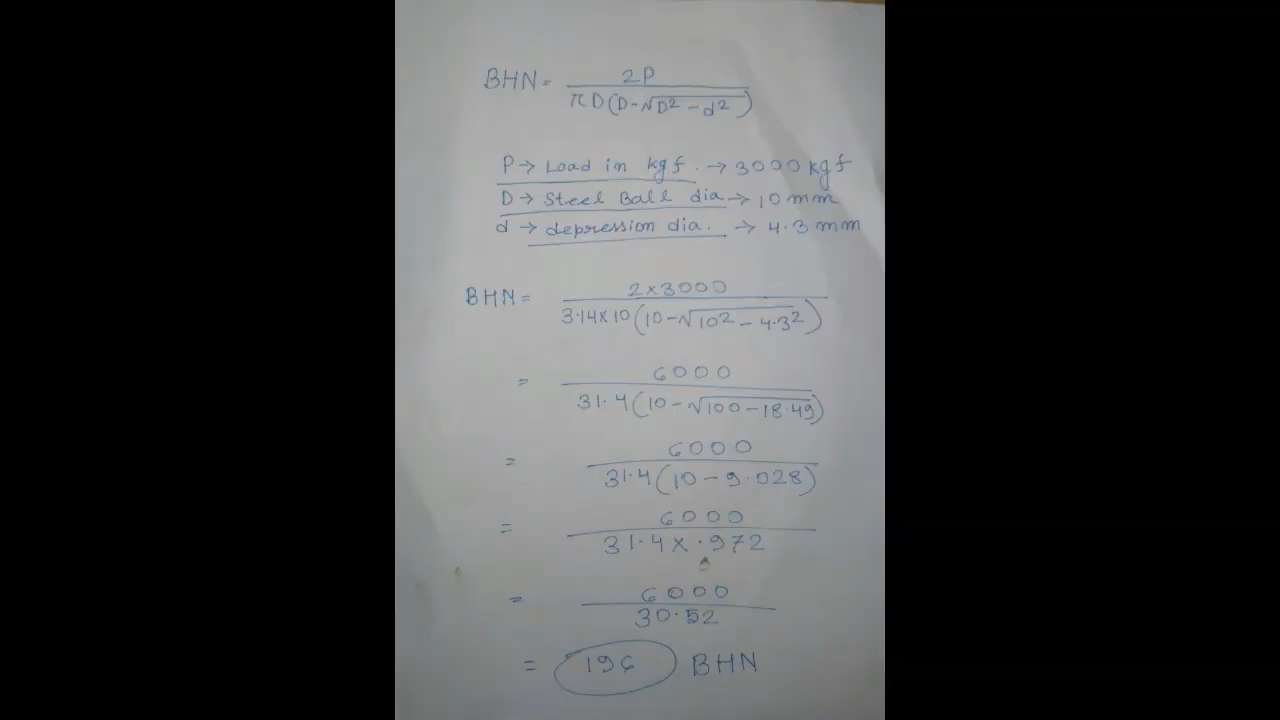 BHN = 2P / πD(D-√D² - d²)
P → Load in kgf. → 3000 kgf
D → Steel Ball dia → 10 mm
d → depression dia. → 4.3 mm
BHN = 2×3000 / 3.14×10(10-√10² - 4.3²)
= 6000 / 31.4(10-√100-18.49)
= 6000 / 31.4(10-9.028)
= 6000 / 31.4× .972
= 6000 / 30.52
= 196 BHN